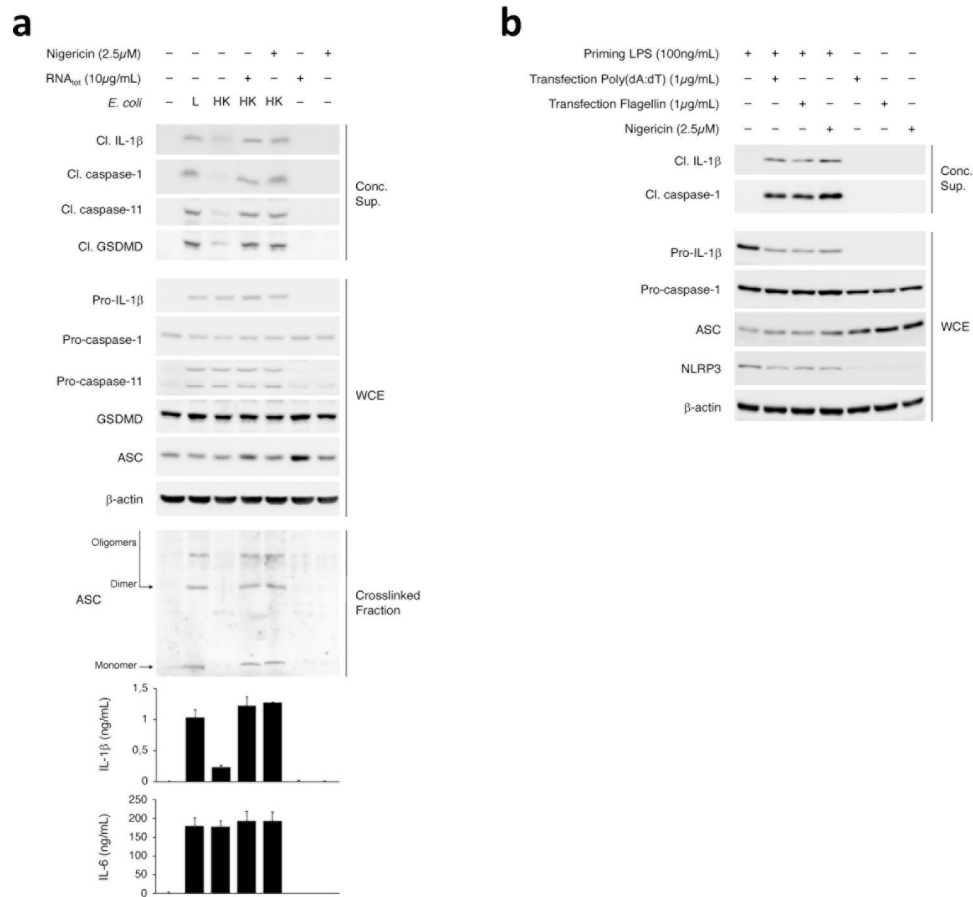 a
Nigericin (2.5µM) – – – – + – +
RNAtot (10µg/mL) – – – + – + –
E. coli – L HK HK HK – –
Cl. IL-1β
Cl. caspase-1
Cl. caspase-11
Cl. GSDMD
Conc.
Sup.
Pro-IL-1β
Pro-caspase-1
Pro-caspase-11
GSDMD
ASC
β-actin
WCE
Oligomers
Dimer
ASC
Monomer
Crosslinked
Fraction
IL-1β (ng/mL)
1,5
1
0,5
0
IL-6 (ng/mL)
250
200
150
100
50
0
b
Priming LPS (100ng/mL) + + + + – – –
Transfection Poly(dA:dT) (1µg/mL) – + – – + – –
Transfection Flagellin (1µg/mL) – – + – – + –
Nigericin (2.5µM) – – – + – – +
Cl. IL-1β
Cl. caspase-1
Conc.
Sup.
Pro-IL-1β
Pro-caspase-1
ASC
NLRP3
β-actin
WCE